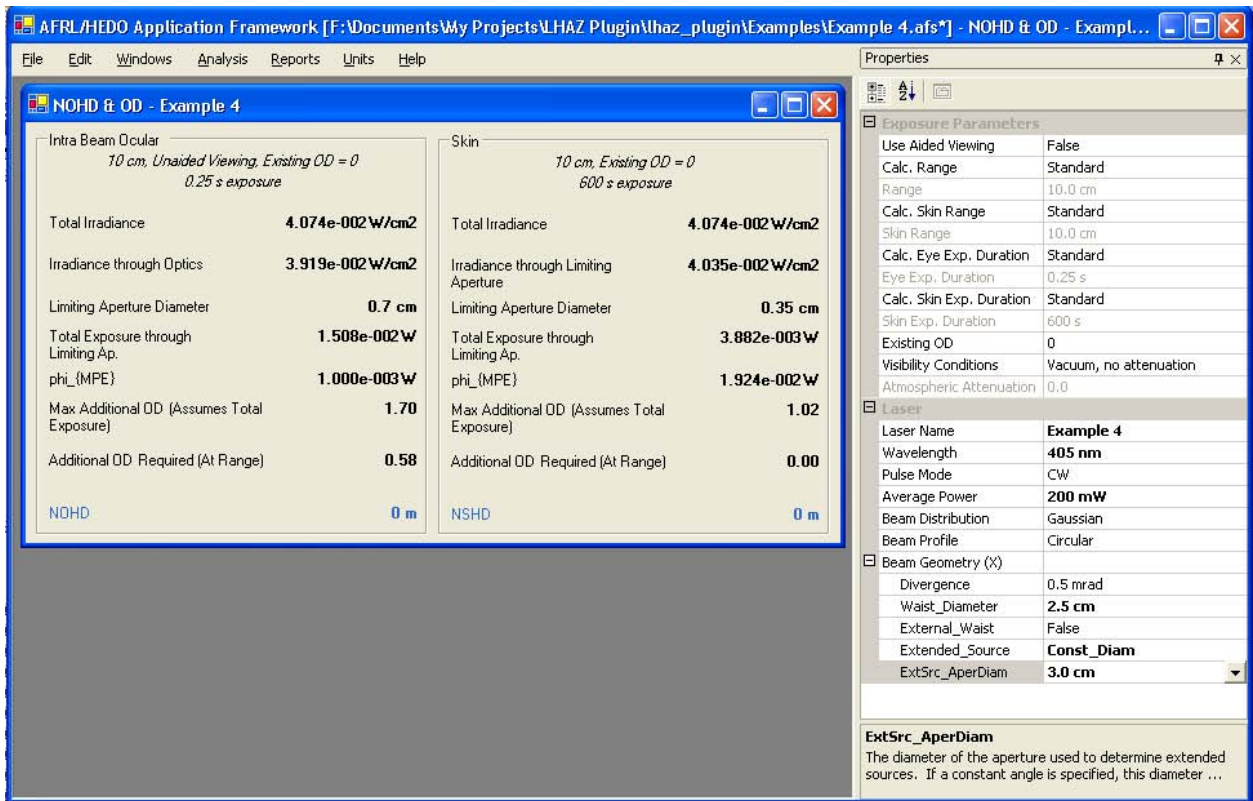 AFRL/HEDO Application Framework [F:\Documents\My Projects\LHAZ Plugin\lhaz_plugin\Examples\Example 4.afs*] - NOHD & OD - Exampl...
File Edit Windows Analysis Reports Units Help
NOHD & OD - Example 4
Intra Beam Ocular
10 cm, Unaided Viewing, Existing OD = 0
0.25 s exposure
Total Irradiance 4.074e-002 W/cm2
Irradiance through Optics 3.919e-002 W/cm2
Limiting Aperture Diameter 0.7 cm
Total Exposure through
Limiting Ap. 1.508e-002 W
phi_{MPE} 1.000e-003 W
Max Additional OD (Assumes Total
Exposure) 1.70
Additional OD Required (At Range) 0.58
NOHD 0 m
Skin
10 cm, Existing OD = 0
600 s exposure
Total Irradiance 4.074e-002 W/cm2
Irradiance through Limiting
Aperture 4.035e-002 W/cm2
Limiting Aperture Diameter 0.35 cm
Total Exposure through
Limiting Ap. 3.882e-003 W
phi_{MPE} 1.924e-002 W
Max Additional OD (Assumes Total
Exposure) 1.02
Additional OD Required (At Range) 0.00
NSHD 0 m
Properties
Exposure Parameters
Use Aided Viewing False
Calc. Range Standard
Range 10.0 cm
Calc. Skin Range Standard
Skin Range 10.0 cm
Calc. Eye Exp. Duration Standard
Eye Exp. Duration 0.25 s
Calc. Skin Exp. Duration Standard
Skin Exp. Duration 600 s
Existing OD 0
Visibility Conditions Vacuum, no attenuation
Atmospheric Attenuation 0.0
Laser
Laser Name Example 4
Wavelength 405 nm
Pulse Mode CW
Average Power 200 mW
Beam Distribution Gaussian
Beam Profile Circular
Beam Geometry (X)
Divergence 0.5 mrad
Waist_Diameter 2.5 cm
External_Waist False
Extended_Source Const_Diam
ExtSrc_AperDiam 3.0 cm
ExtSrc_AperDiam
The diameter of the aperture used to determine extended
sources. If a constant angle is specified, this diameter ...